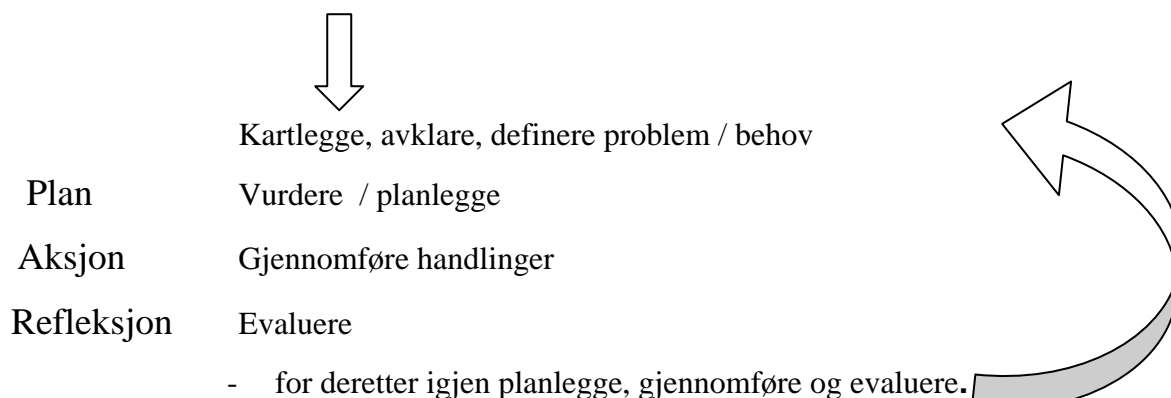 Kartlegge, avklare, definere problem / behov
Plan Vurdere / planlegge
Aksjon Gjennomføre handlinger
Refleksjon Evaluere
- for deretter igjen planlegge, gjennomføre og evaluere.